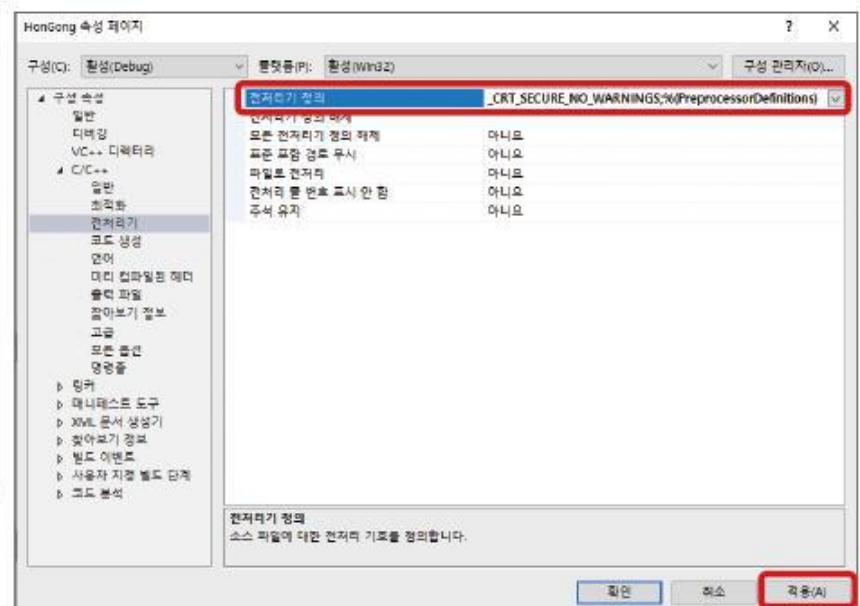 HonGong 속성 페이지 ? ×
구성(C): 활성(Debug) 플랫폼(P): 활성(Win32) 구성 관리자(O)...
구성 속성
일반
디버깅
VC++ 디렉터리
C/C++
일반
최적화
전처리기
코드 생성
언어
미리 컴파일된 헤더
출력 파일
찾아보기 정보
고급
모든 옵션
명령줄
링커
매니페스트 도구
XML 문서 생성기
찾아보기 정보
빌드 이벤트
사용자 지정 빌드 단계
코드 분석
전처리기 정의 _CRT_SECURE_NO_WARNINGS;%(PreprocessorDefinitions)
전처리기 정의 해제
모든 전처리기 정의 해제 아니요
표준 포함 경로 무시 아니요
파일로 전처리 아니요
전처리 줄 번호 표시 안 함 아니요
주석 유지 아니요
전처리기 정의
소스 파일에 대한 전처리 기호를 정의합니다.
확인 취소 적용(A)